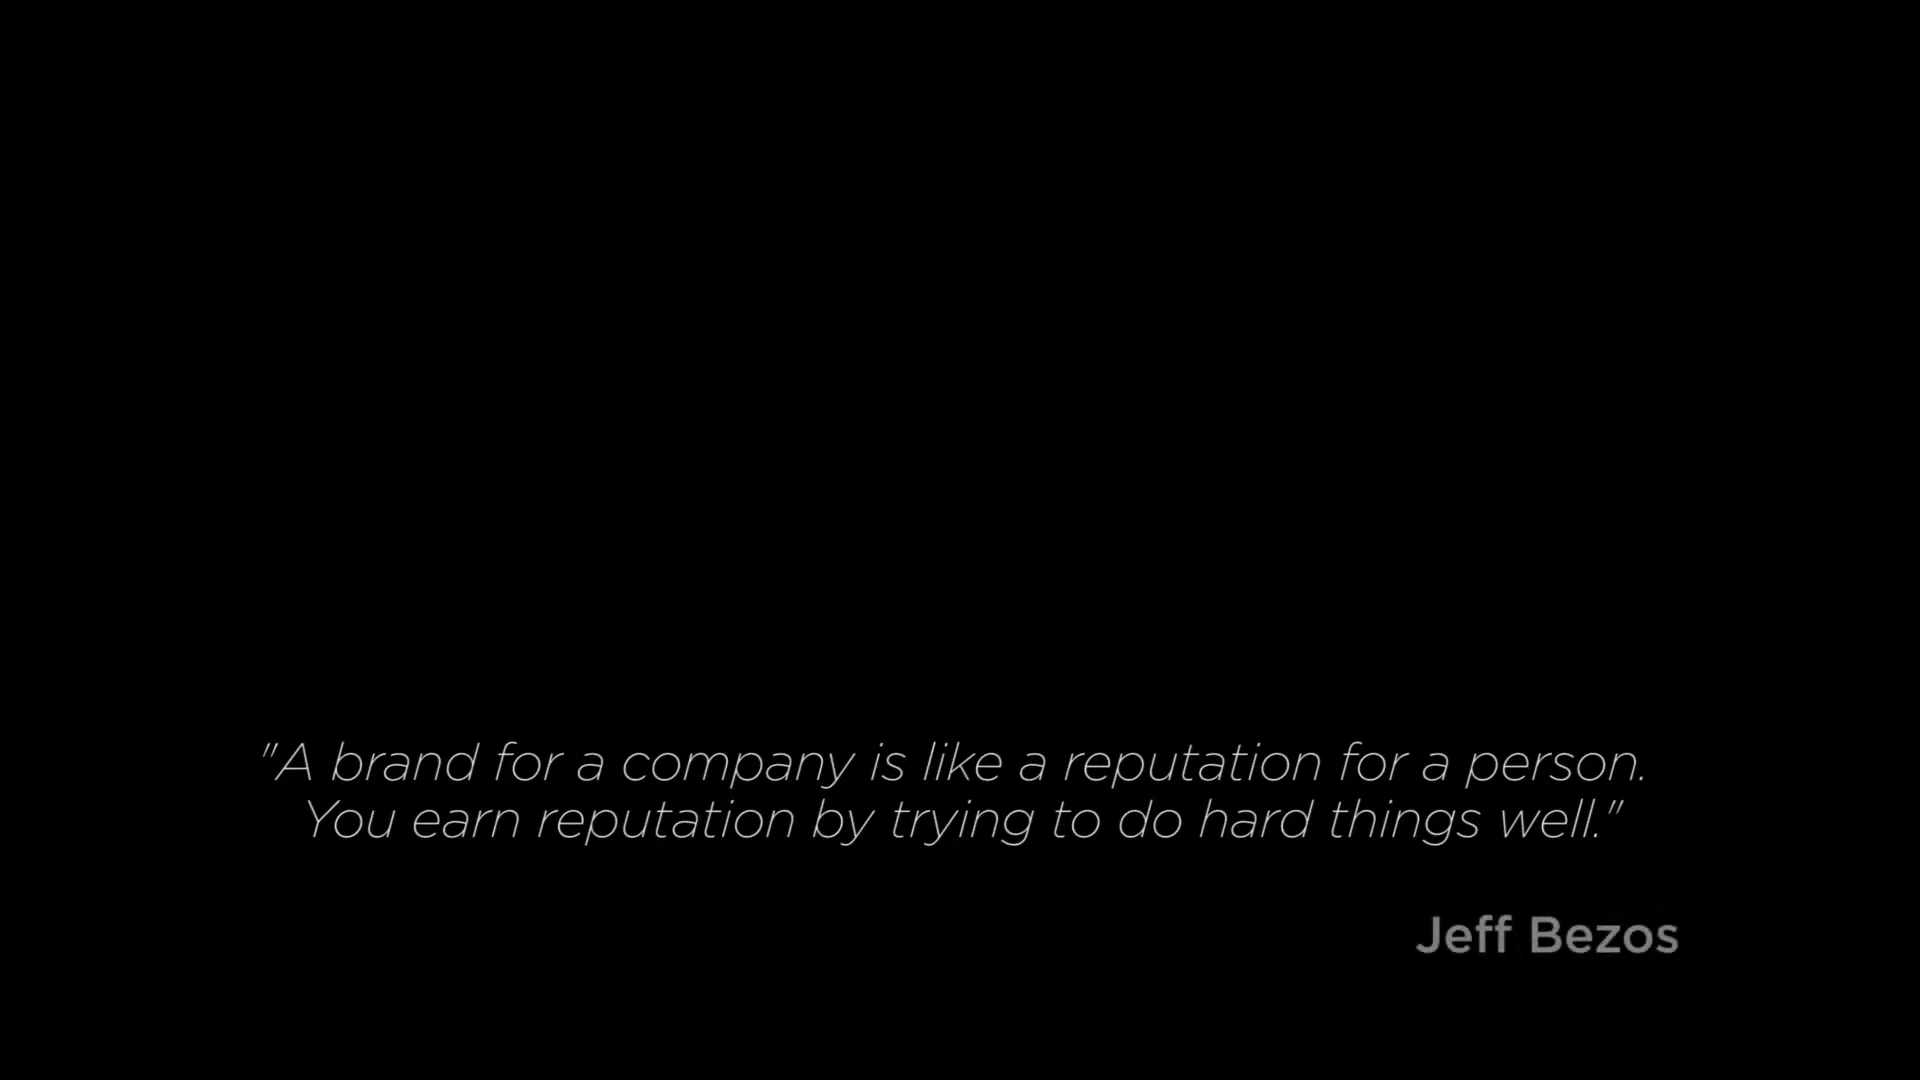 "A brand for a company is like a reputation for a person.
You earn reputation by trying to do hard things well."
Jeff Bezos